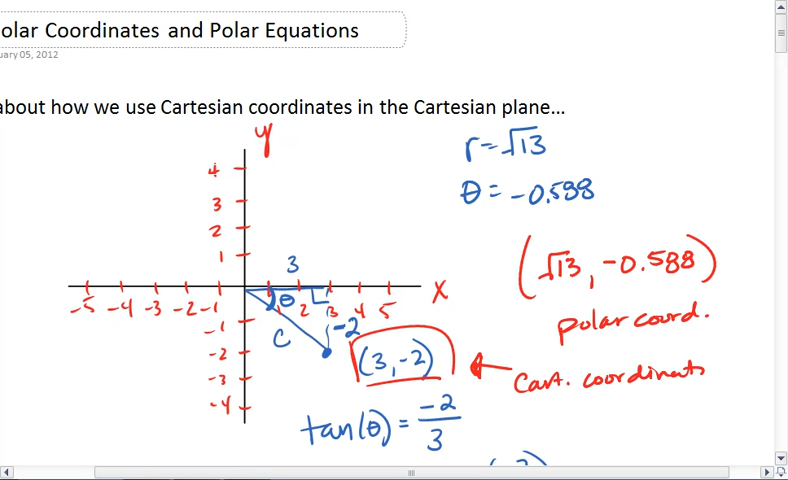 olar Coordinates and Polar Equations
uary 05, 2012
about how we use Cartesian coordinates in the Cartesian plane...
y
r = √13
θ = -0.588
4
3
2
1
3
(√13, -0.588)
x
-5 -4 -3 -2 -1 θ 1 2 3 4 5
polar coord.
-1
-2
C
-2
(3, -2)
-3
Cart. coordinats
-4
tan(θ) = -2/3